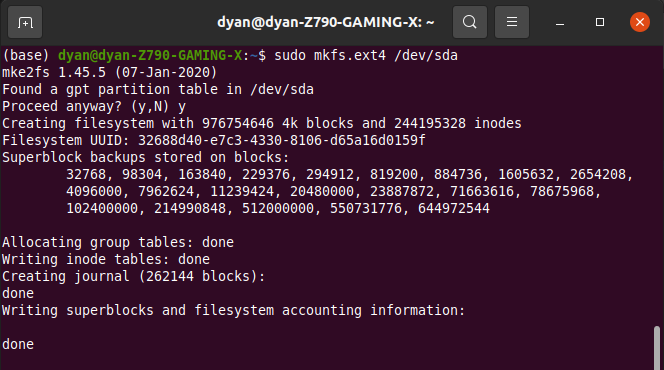 dyan@dyan-Z790-GAMING-X: ~
(base) dyan@dyan-Z790-GAMING-X:~$ sudo mkfs.ext4 /dev/sda
mke2fs 1.45.5 (07-Jan-2020)
Found a gpt partition table in /dev/sda
Proceed anyway? (y,N) y
Creating filesystem with 976754646 4k blocks and 244195328 inodes
Filesystem UUID: 32688d40-e7c3-4330-8106-d65a16d0159f
Superblock backups stored on blocks:
32768, 98304, 163840, 229376, 294912, 819200, 884736, 1605632, 2654208,
4096000, 7962624, 11239424, 20480000, 23887872, 71663616, 78675968,
102400000, 214990848, 512000000, 550731776, 644972544
Allocating group tables: done
Writing inode tables: done
Creating journal (262144 blocks):
done
Writing superblocks and filesystem accounting information:
done